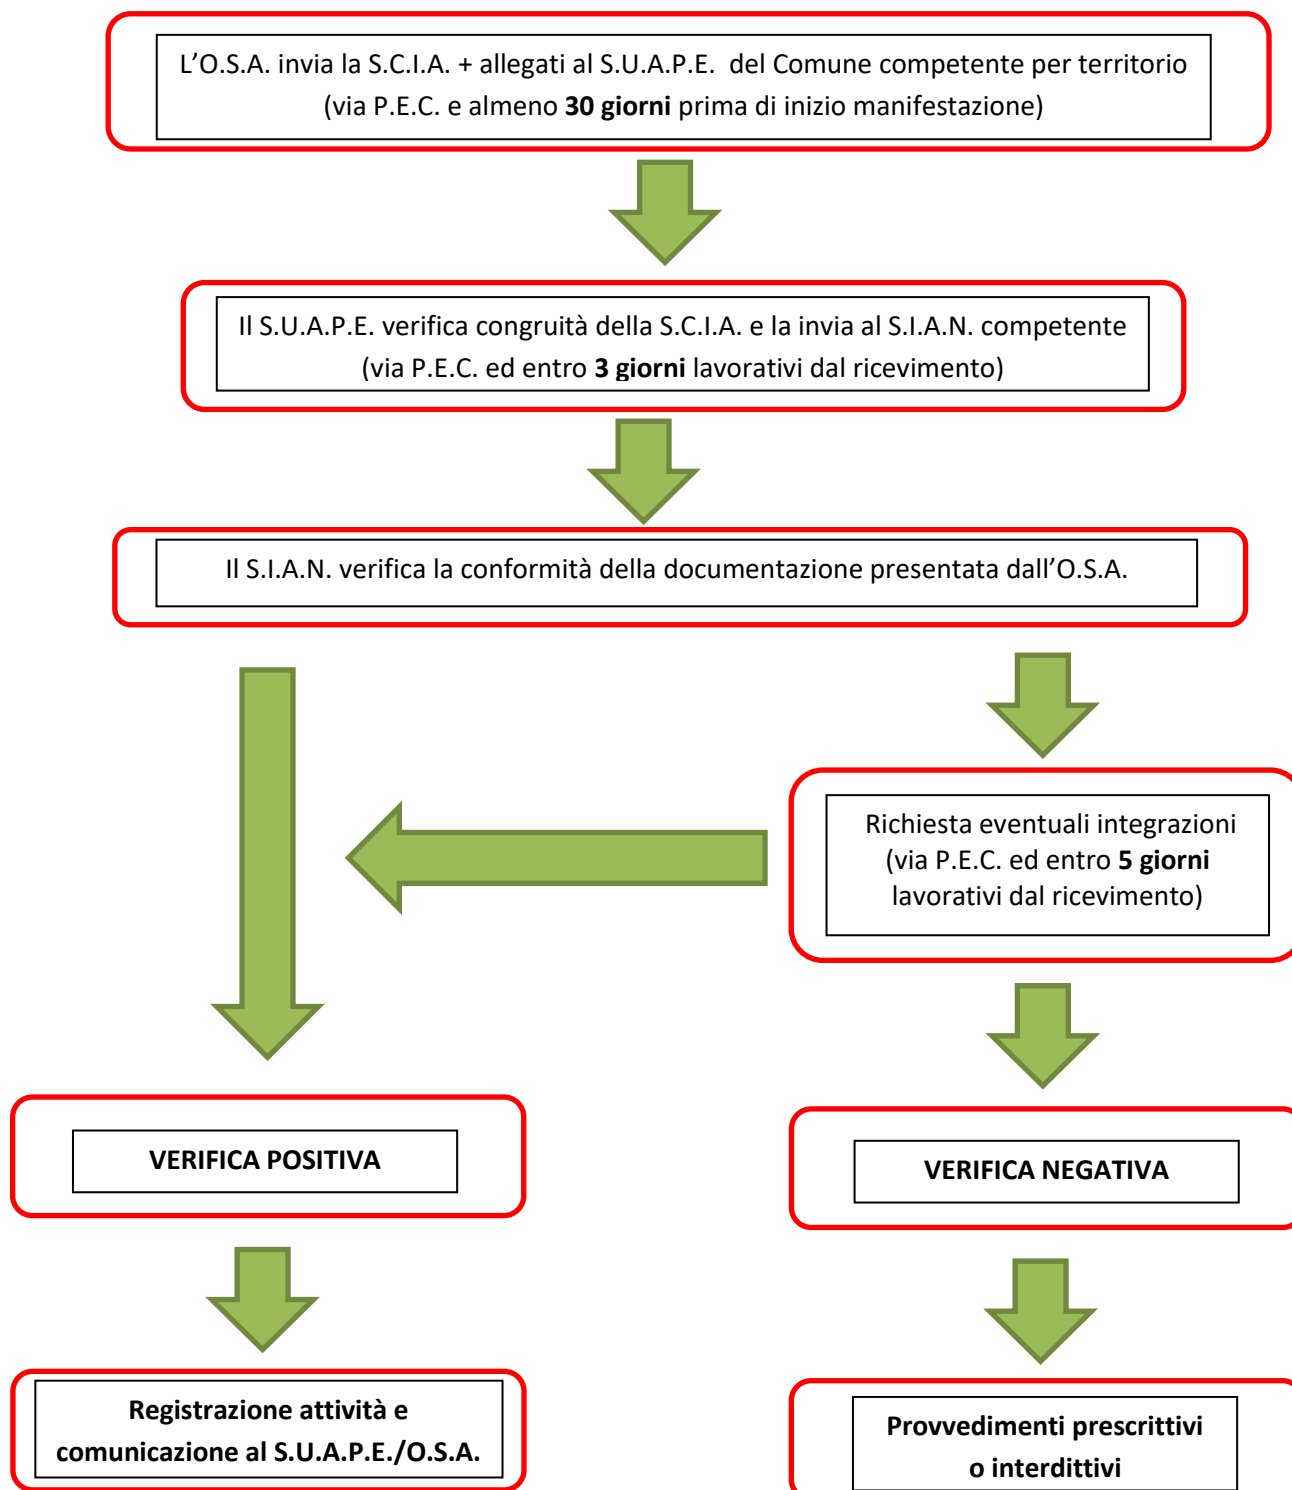 L’O.S.A. invia la S.C.I.A. + allegati al S.U.A.P.E. del Comune competente per territorio
(via P.E.C. e almeno 30 giorni prima di inizio manifestazione)
Il S.U.A.P.E. verifica congruità della S.C.I.A. e la invia al S.I.A.N. competente
(via P.E.C. ed entro 3 giorni lavorativi dal ricevimento)
Il S.I.A.N. verifica la conformità della documentazione presentata dall’O.S.A.
Richiesta eventuali integrazioni
(via P.E.C. ed entro 5 giorni
lavorativi dal ricevimento)
VERIFICA POSITIVA
VERIFICA NEGATIVA
Registrazione attività e
comunicazione al S.U.A.P.E./O.S.A.
Provvedimenti prescrittivi
o interdittivi